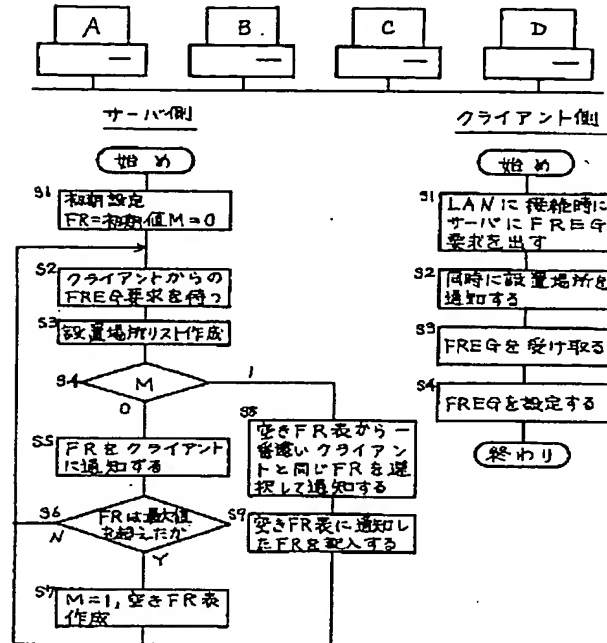 A B C D
サーバ側
始め
S1
初期設定
FR=初期値 M=0
S2
クライアントからの
FREG要求を待つ
S3
設置場所リスト作成
S4
M
0
1
S5
FRをクライアント
に通知する
S6
FRは最大値
を超えたか
N
Y
S7
M=1,空きFR表
作成
S8
空きFR表から一
番遠いクライアン
トと同じFRを選
択して通知する
S9
空きFR表に通知し
たFRを記入する
クライアント側
始め
S1
LANに接続時に
サーバにFREG
要求を出す
S2
同時に設置場所を
通知する
S3
FREGを受け取る
S4
FREGを設定する
終わり